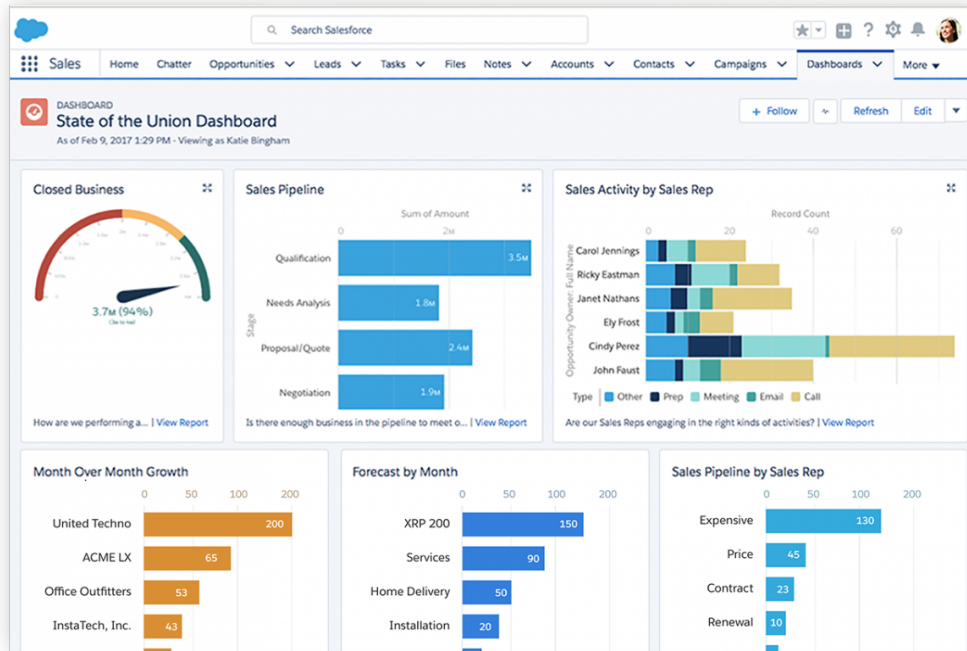 Search Salesforce
Sales
Home
Chatter
Opportunities
Leads
Tasks
Files
Notes
Accounts
Contacts
Campaigns
Dashboards
More
DASHBOARD
State of the Union Dashboard
As of Feb 9, 2017 1:29 PM - Viewing as Katie Bingham
+ Follow
Refresh
Edit
Closed Business
3.7M (94%)
How are we performing a... | View Report
Sales Pipeline
Sum of Amount
0
2M
Stage
Qualification
3.5M
Needs Analysis
1.8M
Proposal/Quote
2.4M
Negotiation
1.9M
Is there enough business in the pipeline to meet o... | View Report
Sales Activity by Sales Rep
Record Count
0
20
40
60
Opportunity Owner: Full Name
Carol Jennings
Ricky Eastman
Janet Nathans
Ely Frost
Cindy Perez
John Faust
Type
Other
Prep
Meeting
Email
Call
Are our Sales Reps engaging in the right kinds of activities? | View Report
Month Over Month Growth
0 50 100 200
United Techno
200
ACME LX
65
Office Outfitters
53
InstaTech, Inc.
43
Forecast by Month
0 50 100 200
XRP 200
150
Services
90
Home Delivery
50
Installation
20
Sales Pipeline by Sales Rep
0 50 100 200
Expensive
130
Price
45
Contract
23
Renewal
10